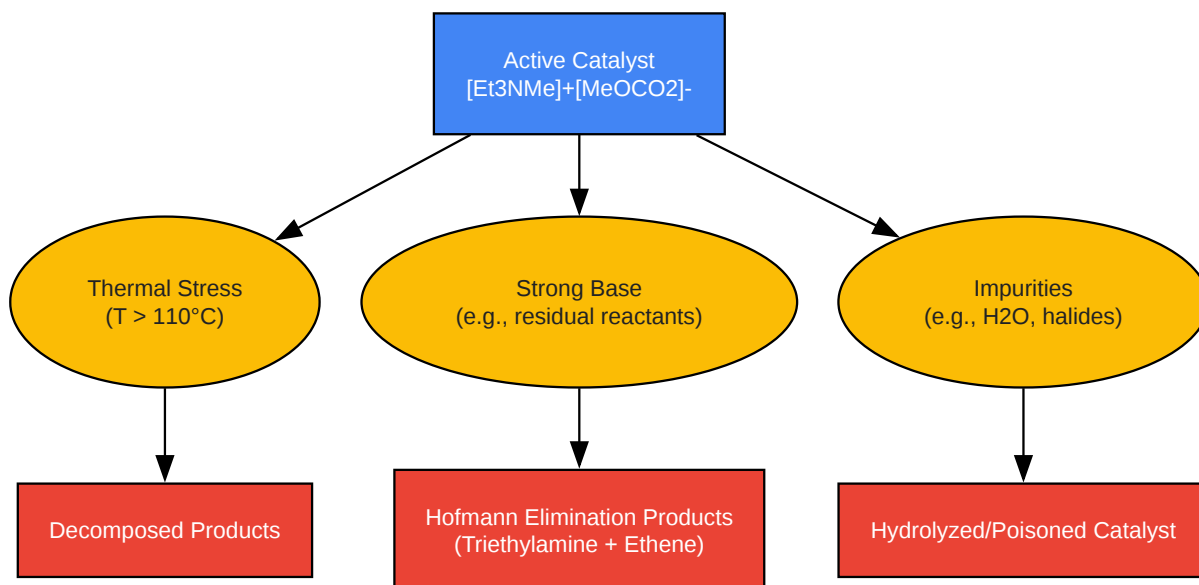 Active Catalyst
[Et3NMe]+[MeOCO2]-
Thermal Stress
(T > 110°C)
Strong Base
(e.g., residual reactants)
Impurities
(e.g., H2O, halides)
Decomposed Products
Hofmann Elimination Products
(Triethylamine + Ethene)
Hydrolyzed/Poisoned Catalyst